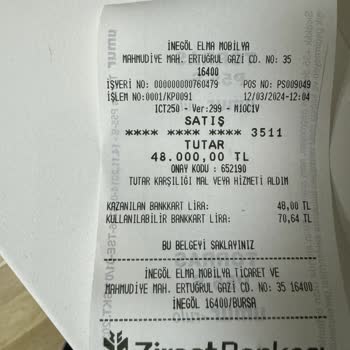 İNEGÖL ELMA MOBİLYA
MAHMUDİYE MAH. ERTUĞRUL GAZİ CD. NO: 35
16400
İŞYERİ NO: 000000000760479 POS NO: PS009049
İŞLEM NO:0001/KP0091 12/03/2024-12:04
ICT250 - Ver:299 - M10C1V
SATIŞ
**** **** **** 3511
TUTAR
48.000,00 TL
ONAY KODU : 652190
TUTAR KARŞILIĞI MAL VEYA HİZMETİ ALDIM
KAZANILAN BANKKART LİRA: 48,00 TL
KULLANILABİLİR BANKKART LİRA: 70,64 TL
BU BELGEYİ SAKLAYINIZ
İNEGÖL ELMA MOBİLYA TİCARET VE
MAHMUDİYE MAH. ERTUĞRUL GAZİ CD. NO: 35 16400
İNEGÖL 16400/BURSA
Ziraat Bankası